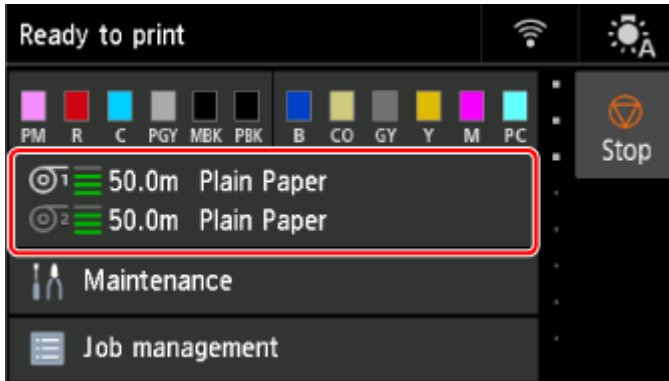 Ready to print
A
PM R C PGY MBK PBK B CO GY Y M PC
Stop
1 50.0m Plain Paper
2 50.0m Plain Paper
Maintenance
Job management